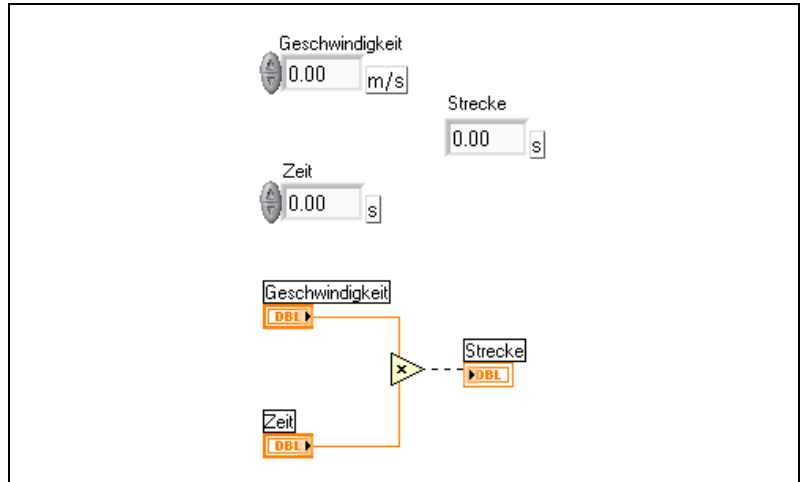 Geschwindigkeit
0.00 m/s
Strecke
0.00 s
Zeit
0.00 s
Geschwindigkeit
DBL
x
Strecke
DBL
Zeit
DBL